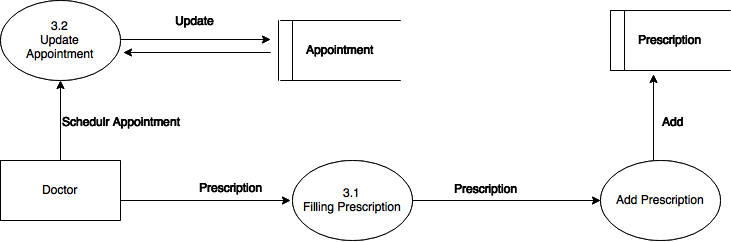 3.2
Update
Appointment
Update
Appointment
Prescription
Schedulr Appointment
Add
Doctor
Prescription
3.1
Filling Prescription
Prescription
Add Prescription